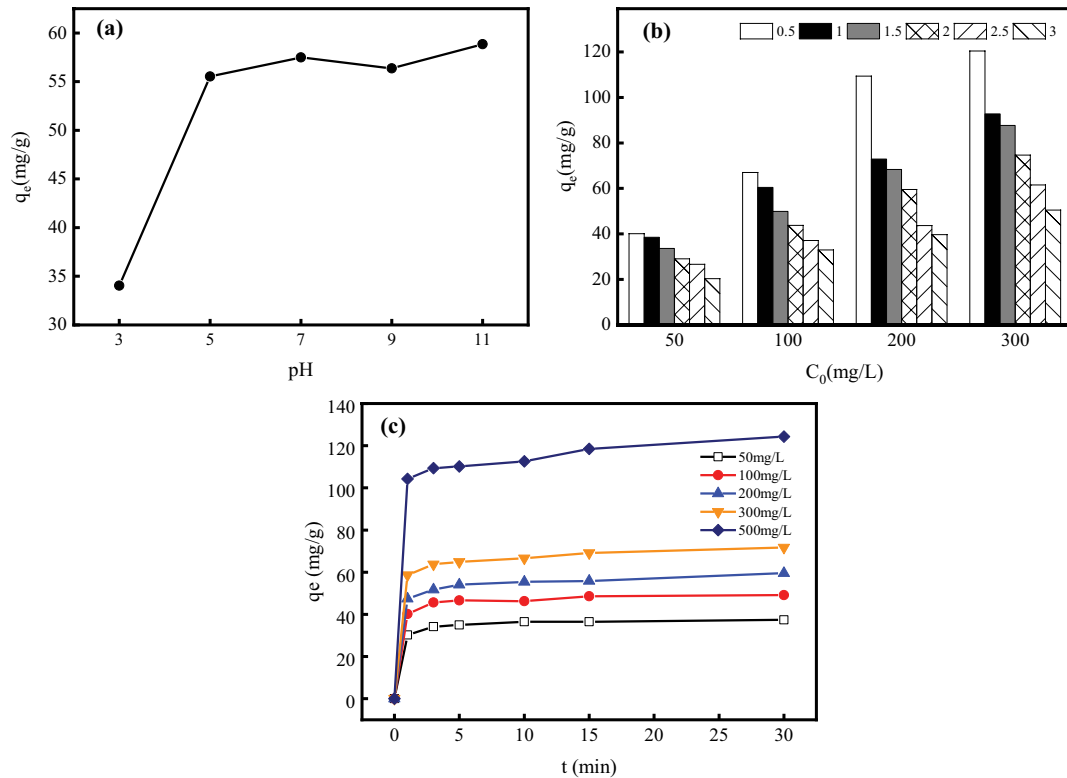 (a)
60
55
50
45
40
35
30
3 5 7 9 11
pH
qₑ(mg/g)
(b)
0.5 1 1.5 2 2.5 3
120
100
80
60
40
20
0
50 100 200 300
C₀(mg/L)
qₑ(mg/g)
(c)
140
120
100
80
60
40
20
0
50mg/L
100mg/L
200mg/L
300mg/L
500mg/L
0 5 10 15 20 25 30
t (min)
qe (mg/g)